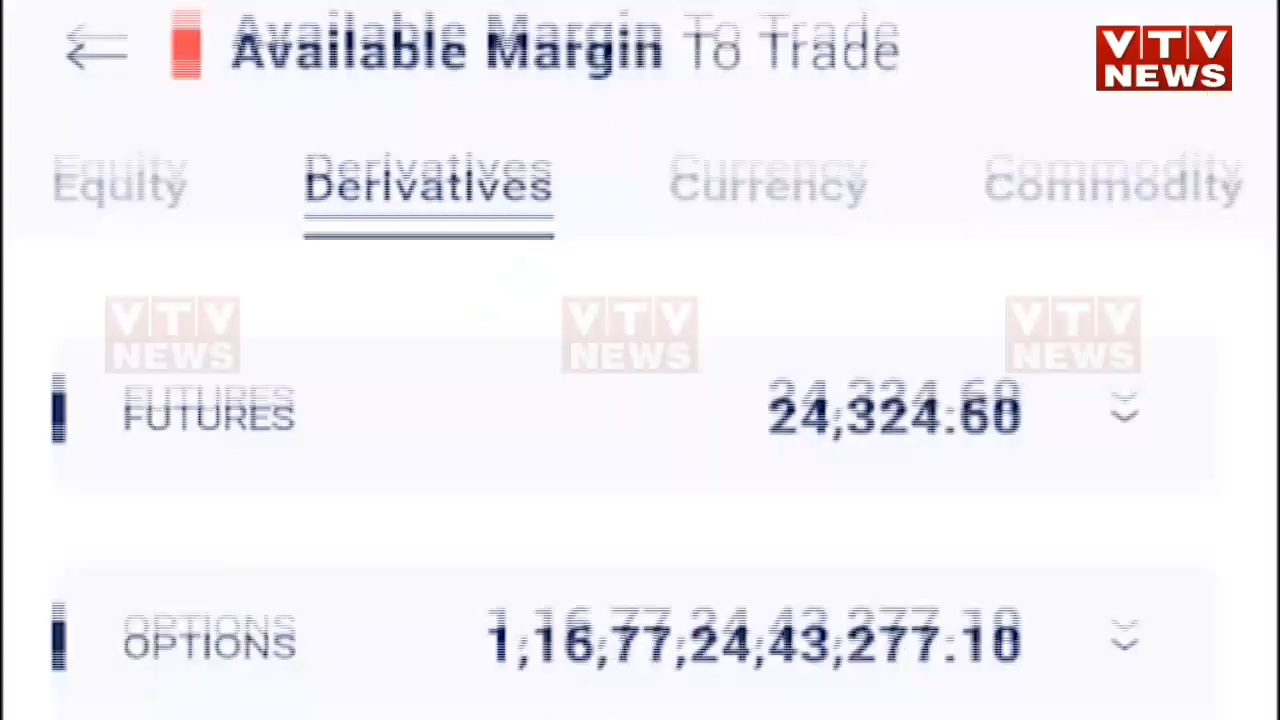 Available Margin To Trade
VTV
NEWS
Equity Derivatives Currency Commodity
VTV NEWS VTV NEWS VTV NEWS
FUTURES 24,324.60
OPTIONS 1,16,77,24,43,277.10